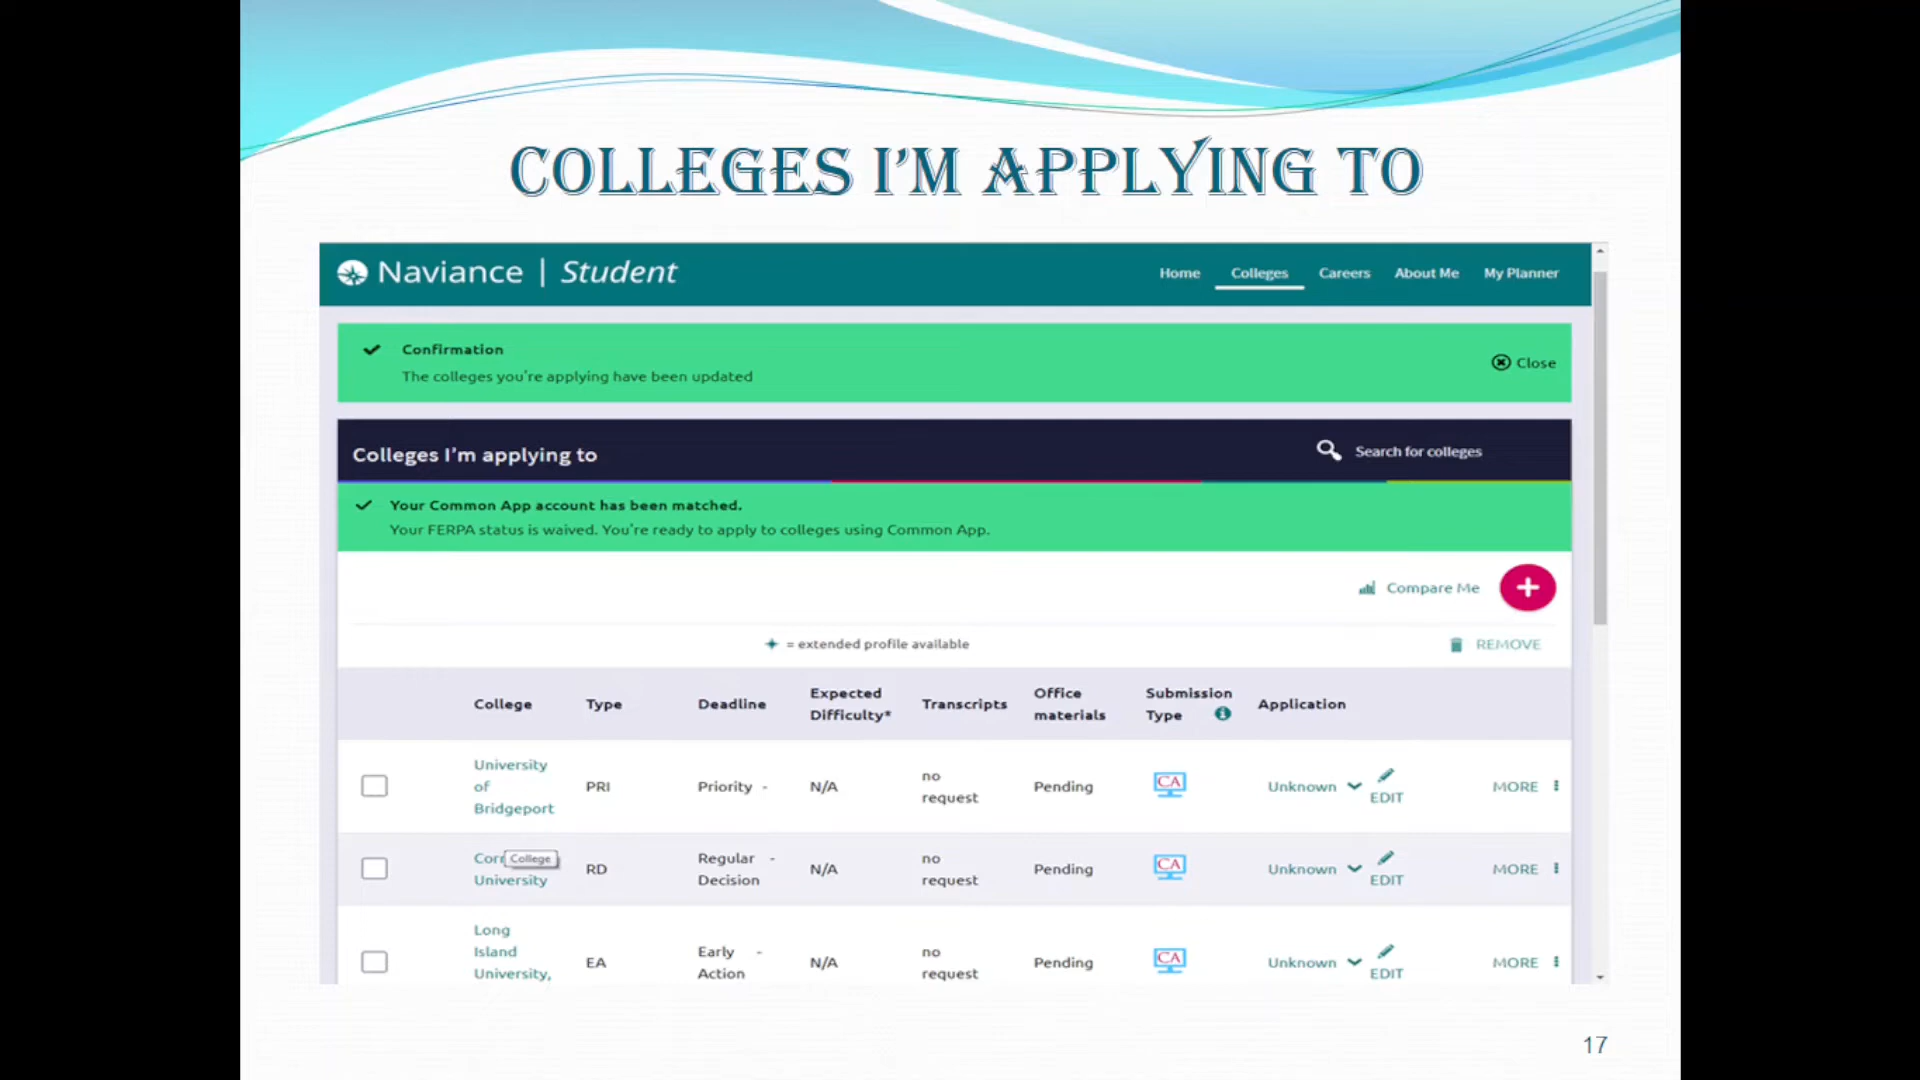 COLLEGES I'M APPLYING TO
Naviance | Student
Home Colleges Careers About Me My Planner
Confirmation
The colleges you're applying have been updated
Close
Colleges I'm applying to
Search for colleges
Your Common App account has been matched.
Your FERPA status is waived. You're ready to apply to colleges using Common App.
Compare Me
= extended profile available
REMOVE
College Type Deadline Expected Difficulty* Transcripts Office materials Submission Type Application
University of Bridgeport PRI Priority - N/A no request Pending CA Unknown EDIT MORE
College
University RD Regular Decision - N/A no request Pending CA Unknown EDIT MORE
Long Island University, EA Early Action - N/A no request Pending CA Unknown EDIT MORE
17